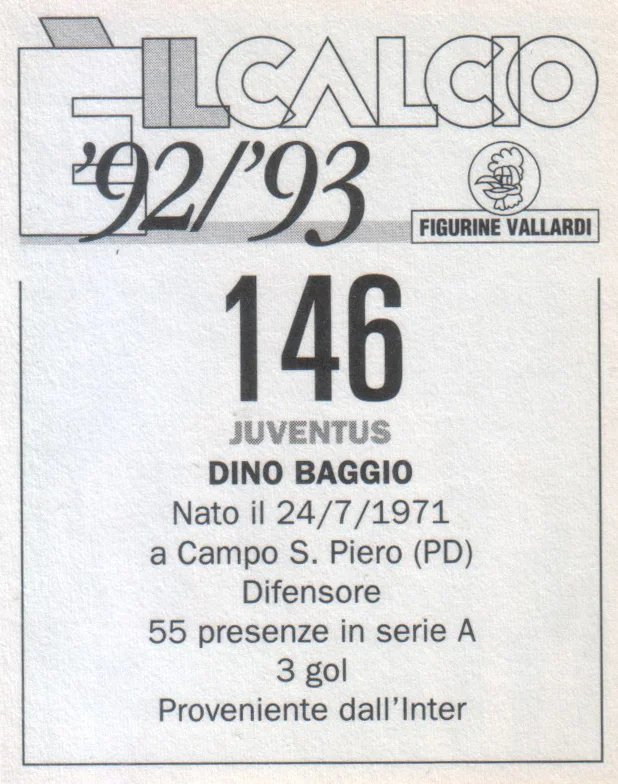 È IL CALCIO
'92/'93
FIGURINE VALLARDI
146
JUVENTUS
DINO BAGGIO
Nato il 24/7/1971
a Campo S. Piero (PD)
Difensore
55 presenze in serie A
3 gol
Proveniente dall'Inter